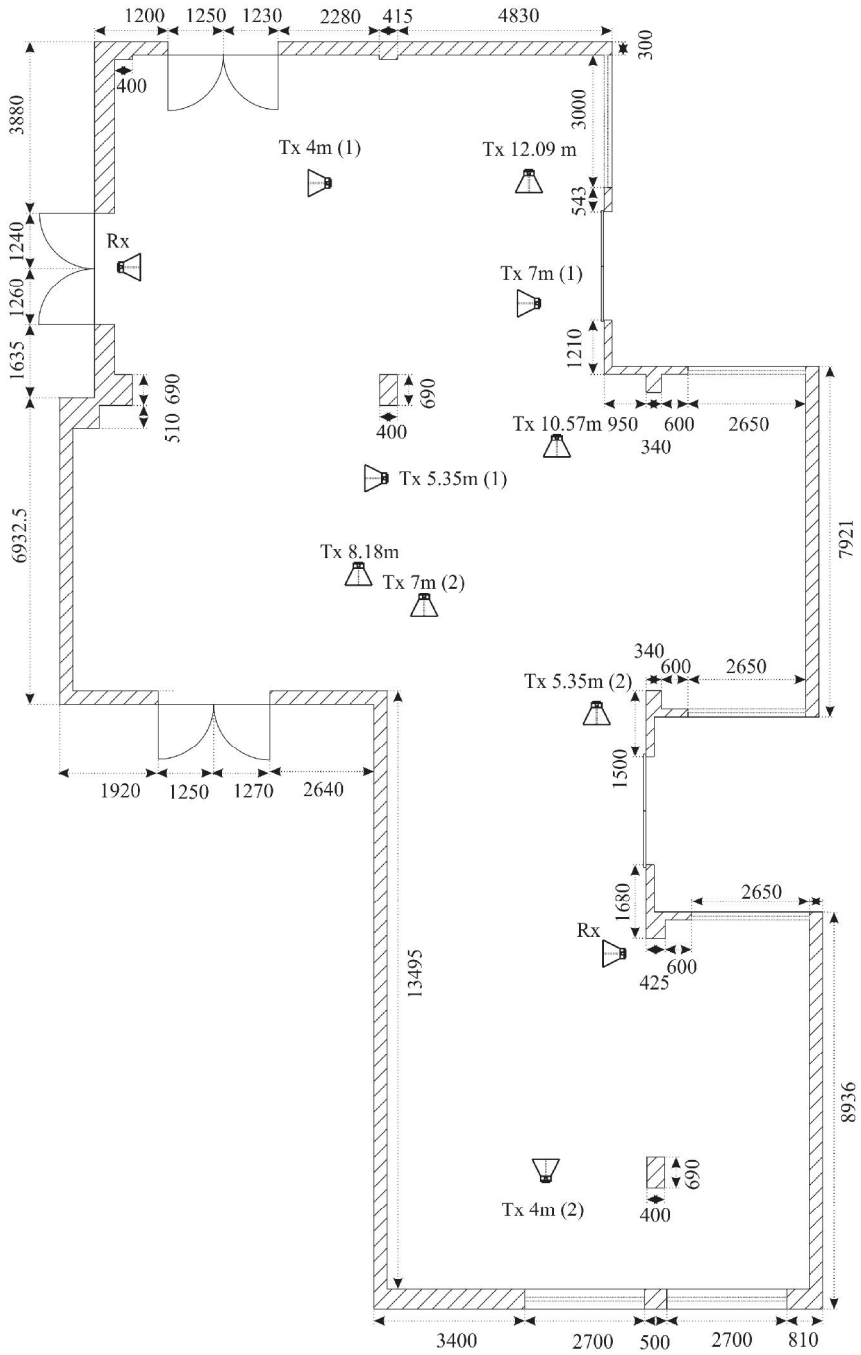 1200 1250 1230 2280 415 4830
300
3880
400
3000
Tx 4m (1)
Tx 12.09 m
543
1240
Rx
Tx 7m (1)
1260
1210
1635
690
690
510
400
Tx 10.57m
950 600 2650
340
6932.5
Tx 5.35m (1)
7921
Tx 8.18m
Tx 7m (2)
340
600 2650
Tx 5.35m (2)
1500
1920 1250 1270 2640
2650
1680
Rx
600
425
13495
8936
690
Tx 4m (2)
400
3400 2700 500 2700 810